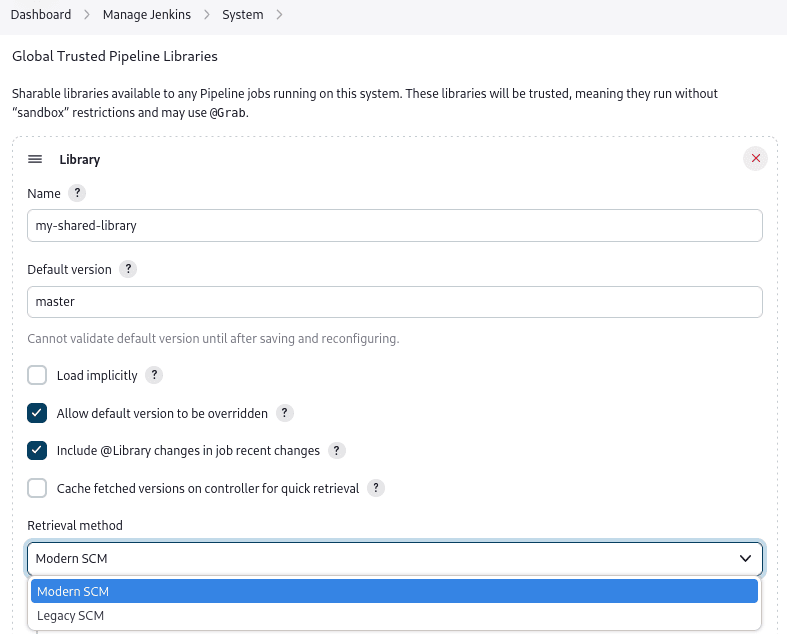 Dashboard > Manage Jenkins > System >
Global Trusted Pipeline Libraries
Sharable libraries available to any Pipeline jobs running on this system. These libraries will be trusted, meaning they run without
“sandbox” restrictions and may use @Grab.
Library
Name ?
my-shared-library
Default version ?
master
Cannot validate default version until after saving and reconfiguring.
Load implicitly ?
Allow default version to be overridden ?
Include @Library changes in job recent changes ?
Cache fetched versions on controller for quick retrieval ?
Retrieval method
Modern SCM
Modern SCM
Legacy SCM